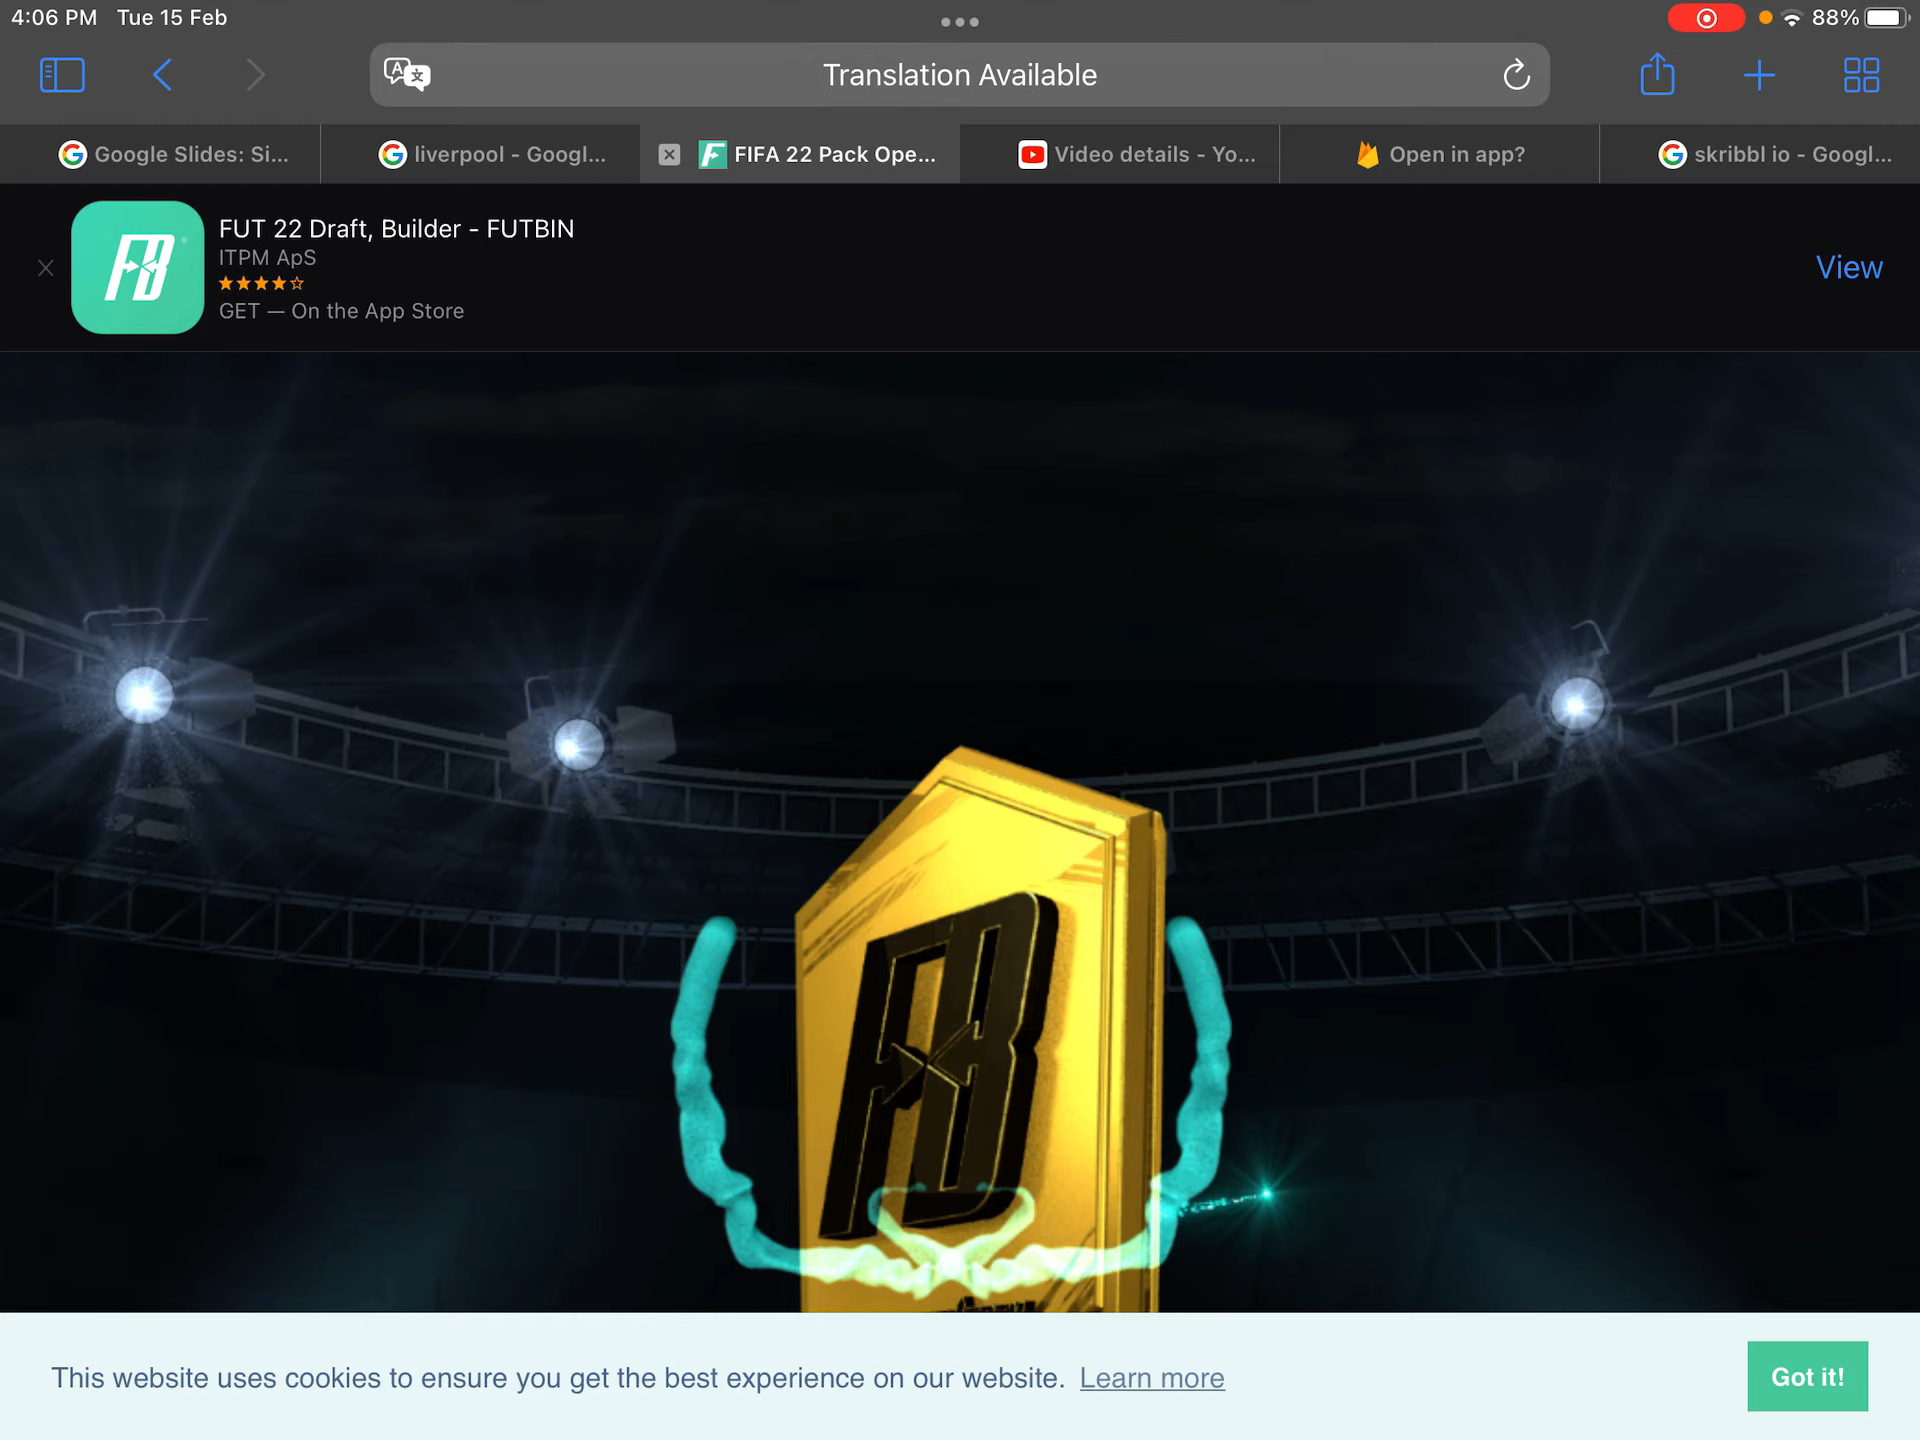 4:06 PM Tue 15 Feb
88%
Translation Available
Google Slides: Si...
liverpool - Googl...
FIFA 22 Pack Ope...
Video details - Yo...
Open in app?
skribbl io - Googl...
FUT 22 Draft, Builder - FUTBIN
ITPM ApS
GET — On the App Store
View
FB
This website uses cookies to ensure you get the best experience on our website. Learn more
Got it!